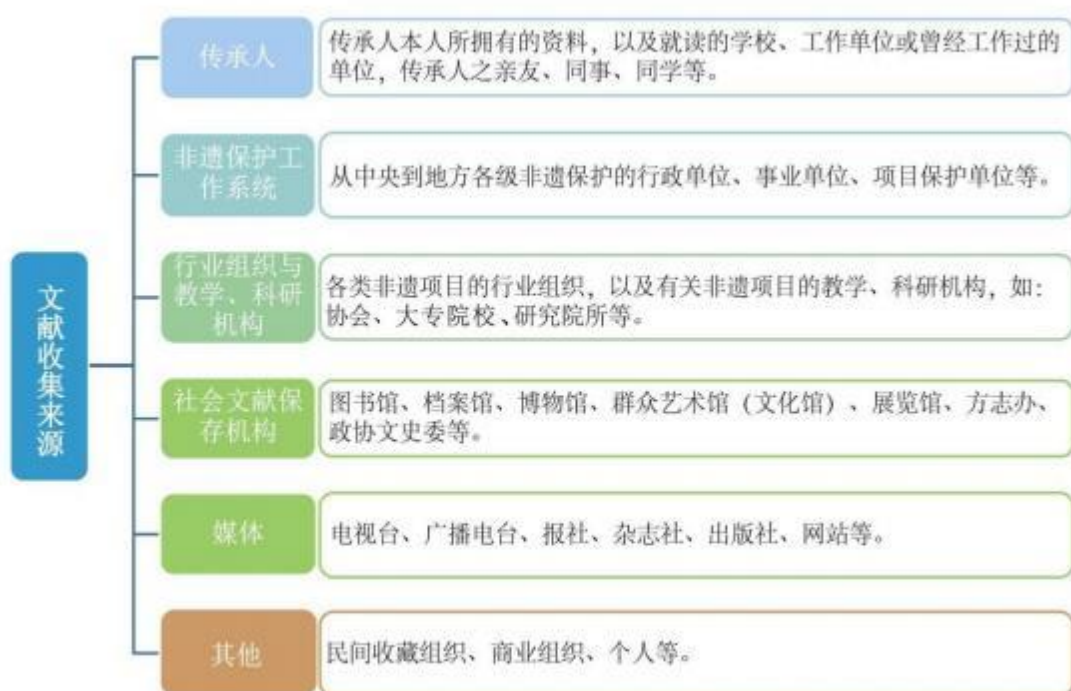 文献收集来源
传承人
传承人本人所拥有的资料，以及就读的学校、工作单位或曾经工作过的
单位，传承人之亲友、同事、同学等。
非遗保护工
作系统
从中央到地方各级非遗保护的行政单位、事业单位、项目保护单位等。
行业组织与
教学、科研
机构
各类非遗项目的行业组织，以及有关非遗项目的教学、科研机构，如：
协会、大专院校、研究院所等。
社会文献保
存机构
图书馆、档案馆、博物馆、群众艺术馆（文化馆）、展览馆、方志办、
政协文史委等。
媒体
电视台、广播电台、报社、杂志社、出版社、网站等。
其他
民间收藏组织、商业组织、个人等。